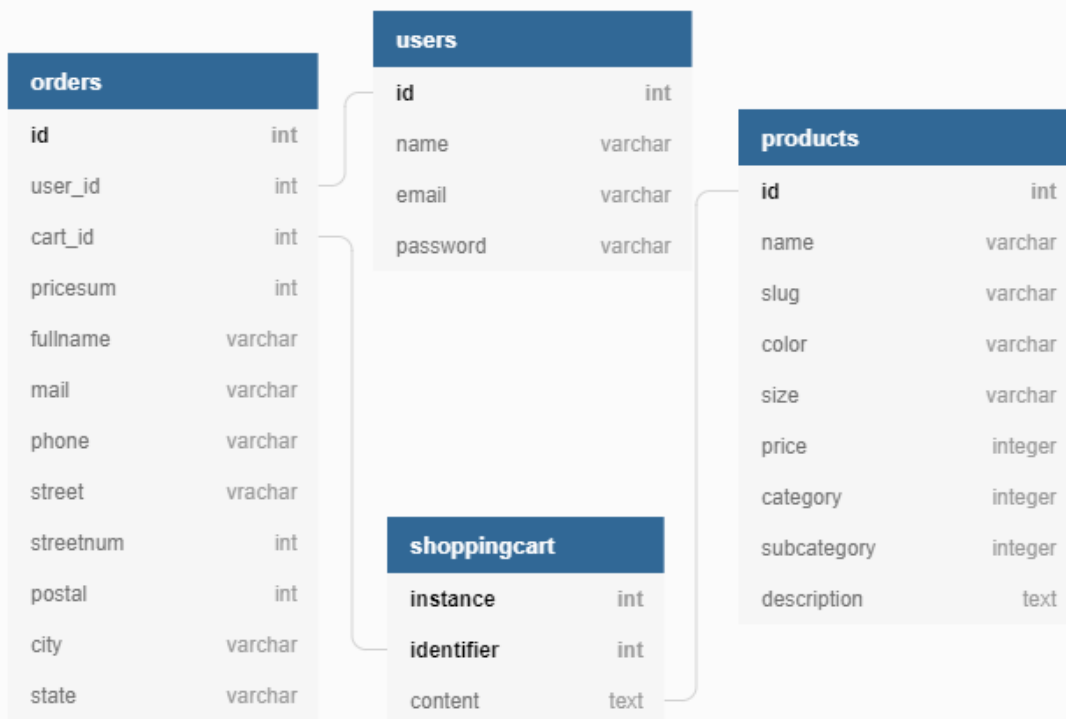 orders
id int
user_id int
cart_id int
pricesum int
fullname varchar
mail varchar
phone varchar
street vrachar
streetnum int
postal int
city varchar
state varchar
users
id int
name varchar
email varchar
password varchar
shoppingcart
instance int
identifier int
content text
products
id int
name varchar
slug varchar
color varchar
size varchar
price integer
category integer
subcategory integer
description text